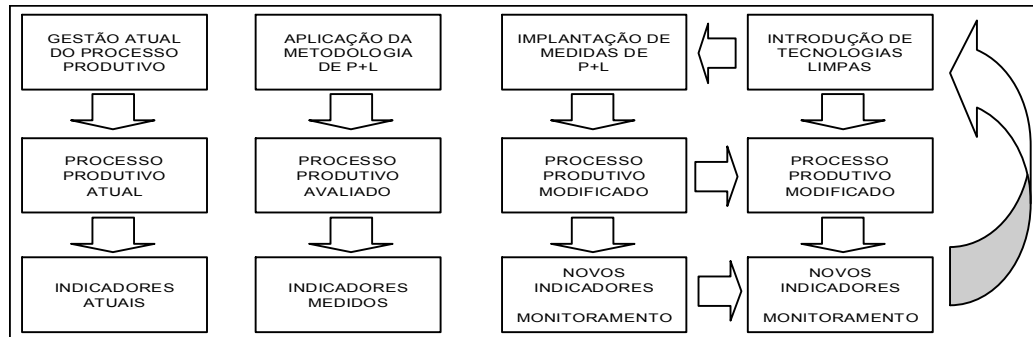 GESTÃO ATUAL
DO PROCESSO
PRODUTIVO
APLICAÇÃO DA
METODOLOGIA
DE P+L
IMPLANTAÇÃO DE
MEDIDAS DE
P+L
INTRODUÇÃO DE
TECNOLOGIAS
LIMPAS
PROCESSO
PRODUTIVO
ATUAL
PROCESSO
PRODUTIVO
AVALIADO
PROCESSO
PRODUTIVO
MODIFICADO
PROCESSO
PRODUTIVO
MODIFICADO
INDICADORES
ATUAIS
INDICADORES
MEDIDOS
NOVOS
INDICADORES
MONITORAMENTO
NOVOS
INDICADORES
MONITORAMENTO